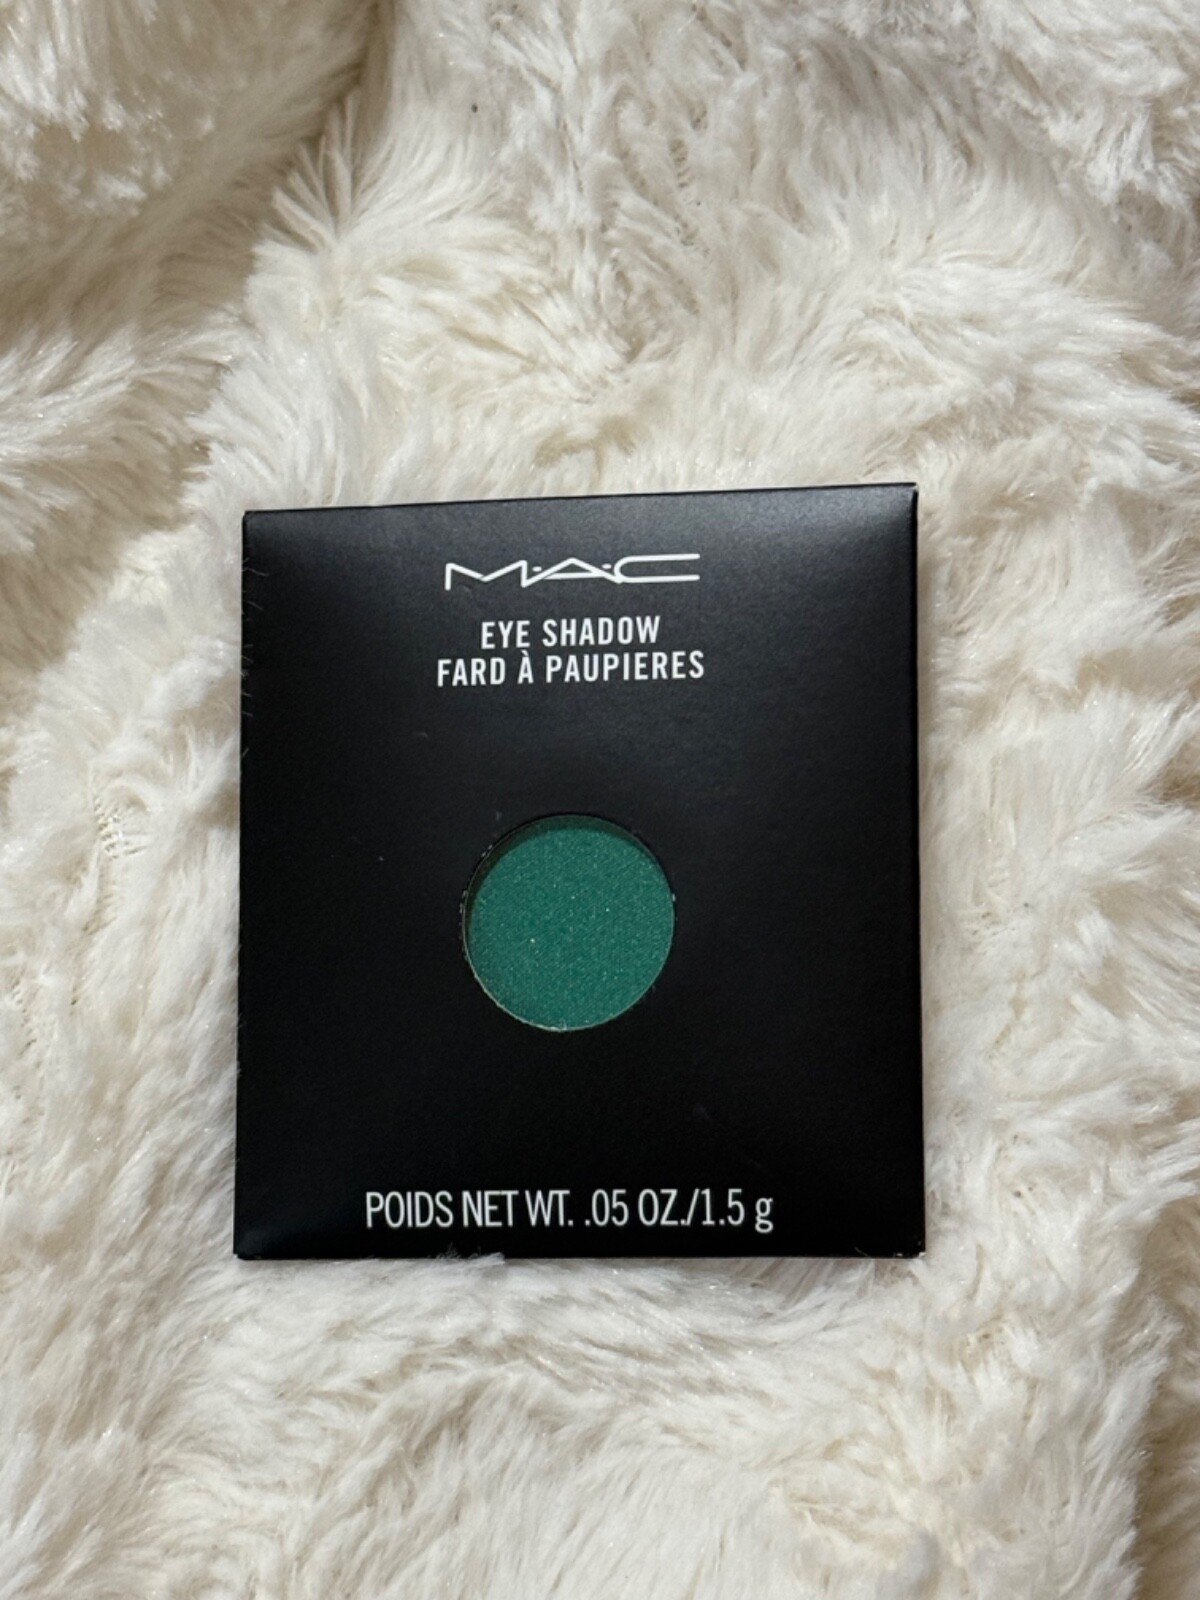 M·A·C
EYE SHADOW
FARD À PAUPIERES
POIDS NET WT. .05 OZ./1.5 g